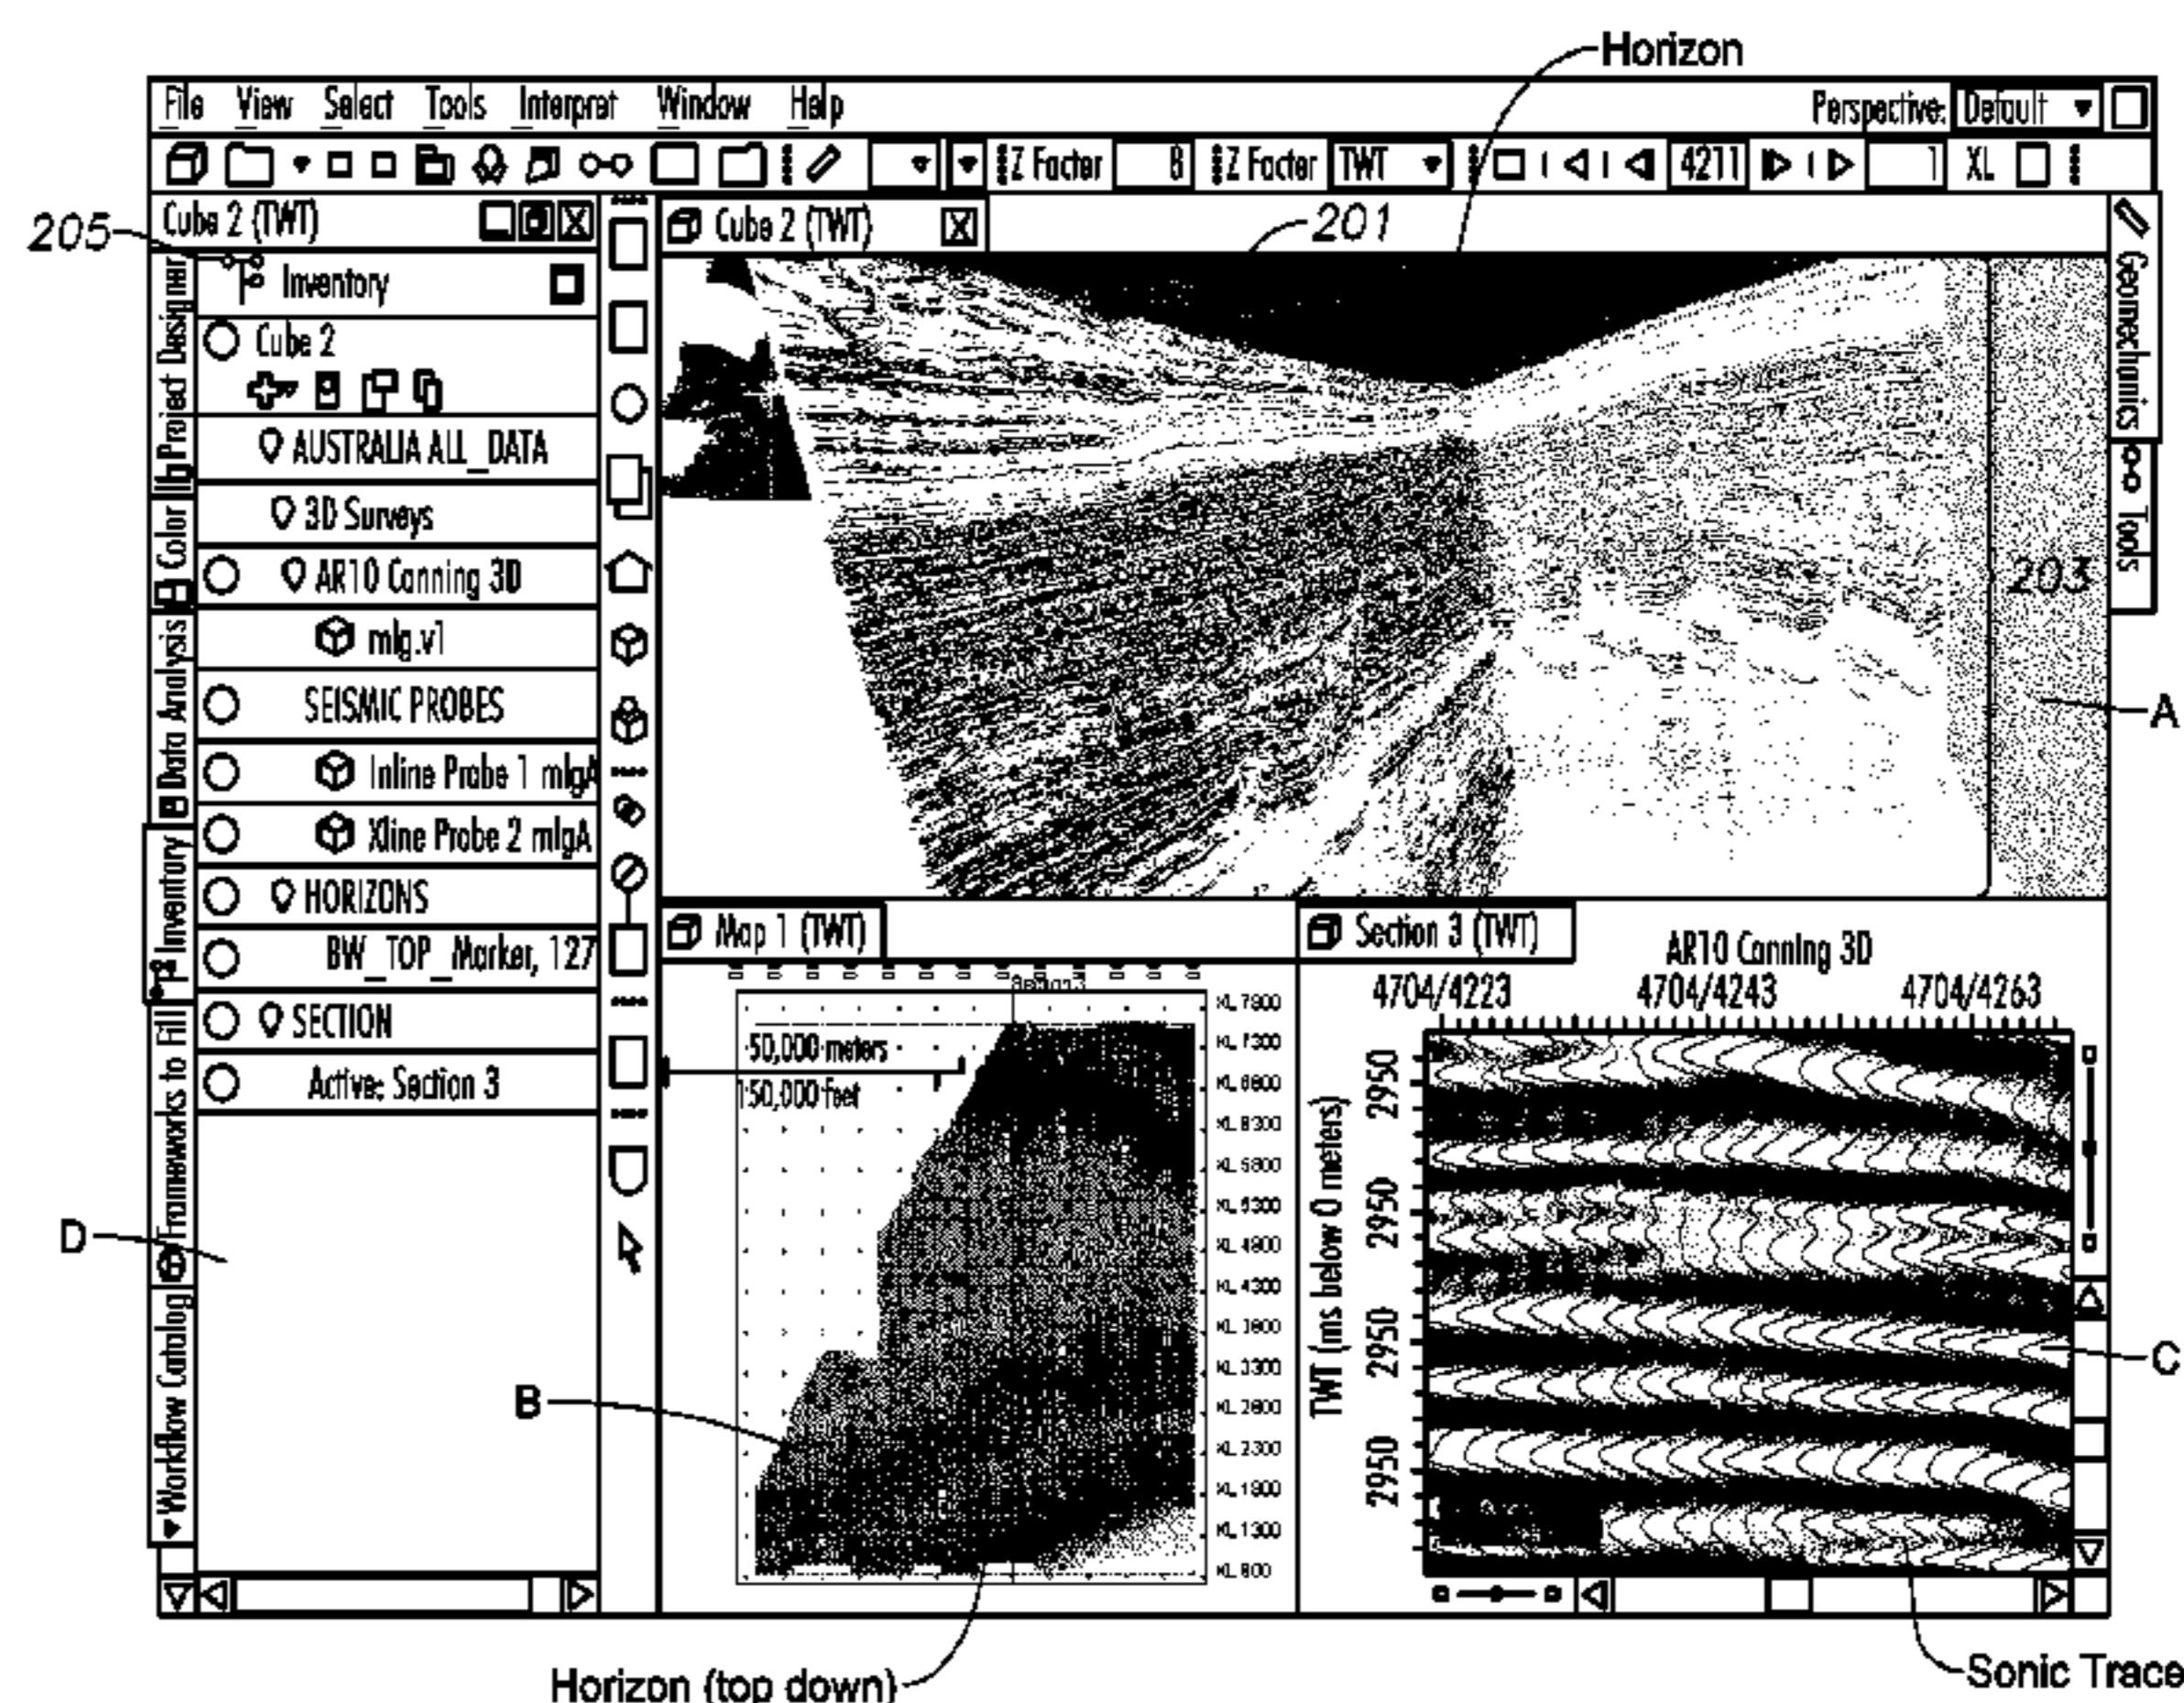 Horizon
File View Select Tools Interpret Window Help
Perspective: Default
Z Factor 8 Z Factor TWT 4211 1 XL
205
Cube 2 (TWT)
Cube 2 (TWT)
201
Inventory
Cube 2
AUSTRALIA ALL_DATA
3D Surveys
AR10 Canning 3D
mlg.v1
SEISMIC PROBES
Inline Probe 1 mlgA
Xline Probe 2 mlgA
HORIZONS
BW_TOP_Marker, 127
SECTION
Active: Section 3
Project Designer
Color
Data Analysis
Inventory
Frameworks to Fill
Workflow Catalog
Geomechanics
Tools
203
A
D
Map 1 (TWT)
Section 3
50,000 meters
150,000 feet
XL 7800
XL 7300
XL 6800
XL 8300
XL 5800
XL 5300
XL 4800
XL 4300
XL 3800
XL 3300
XL 2800
XL 2300
XL 1800
XL 1300
XL 800
B
Horizon (top down)
Section 3 (TWT)
AR10 Canning 3D
4704/4223 4704/4243 4704/4263
TWT (ms below 0 meters)
2950
2950
2950
2950
C
Sonic Trace